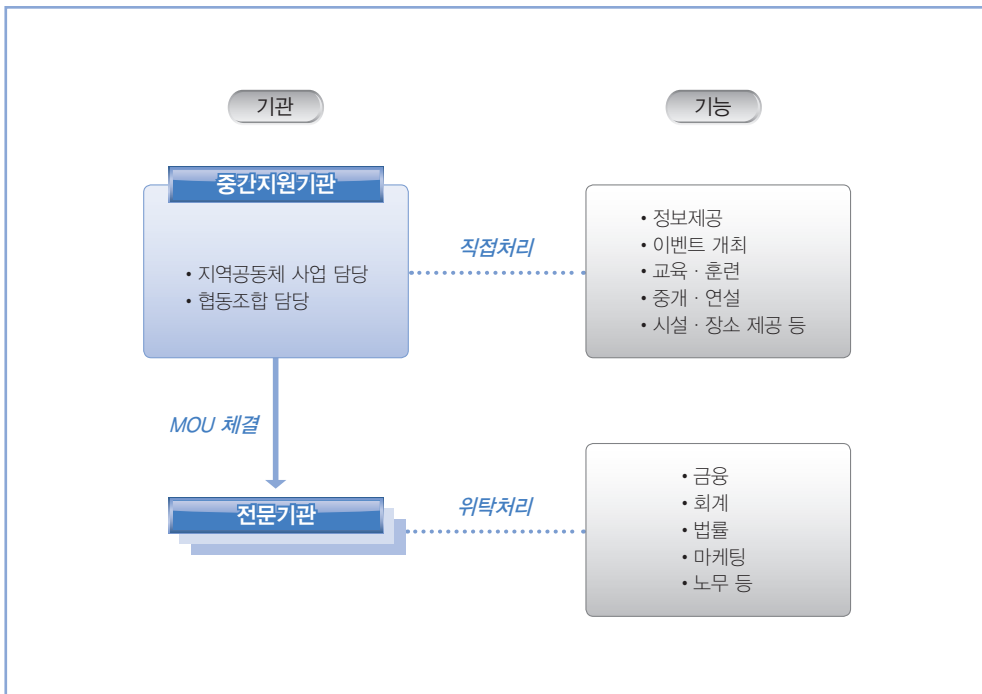 기관
기능
중간지원기관
• 지역공동체 사업 담당
• 협동조합 담당
직접처리
• 정보제공
• 이벤트 개최
• 교육 · 훈련
• 중개 · 연설
• 시설 · 장소 제공 등
MOU 체결
전문기관
위탁처리
• 금융
• 회계
• 법률
• 마케팅
• 노무 등